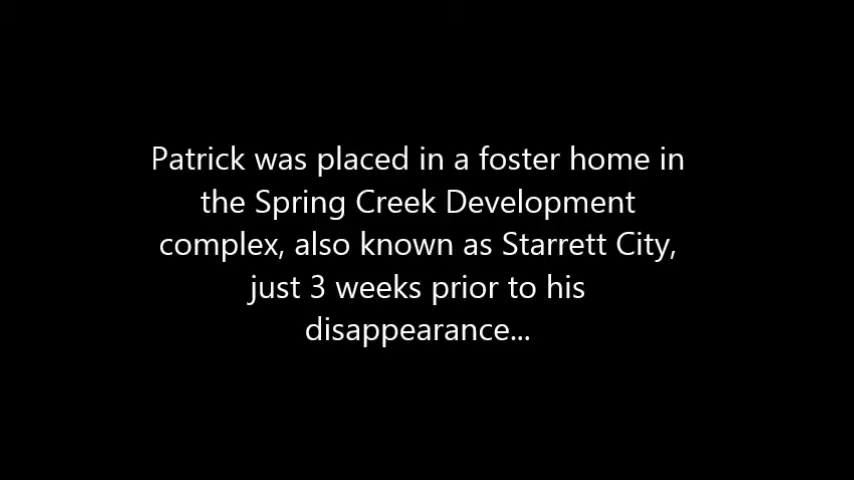 Patrick was placed in a foster home in
the Spring Creek Development
complex, also known as Starrett City,
just 3 weeks prior to his
disappearance...